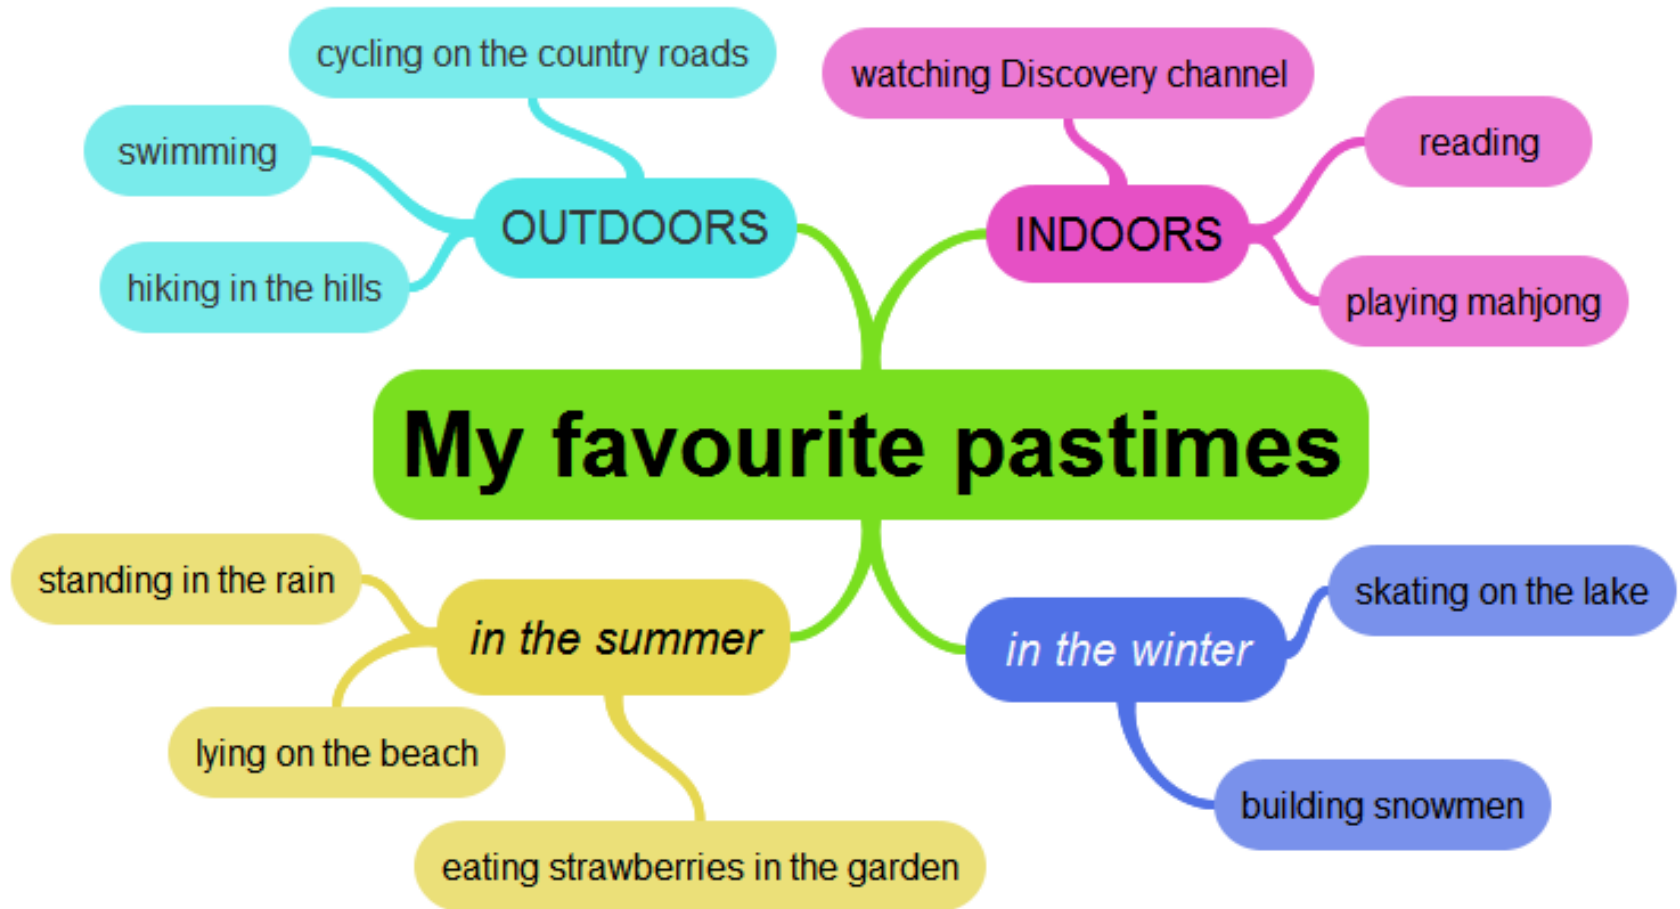 cycling on the country roads
swimming
OUTDOORS
hiking in the hills
watching Discovery channel
reading
INDOORS
playing mahjong
My favourite pastimes
standing in the rain
in the summer
lying on the beach
eating strawberries in the garden
skating on the lake
in the winter
building snowmen